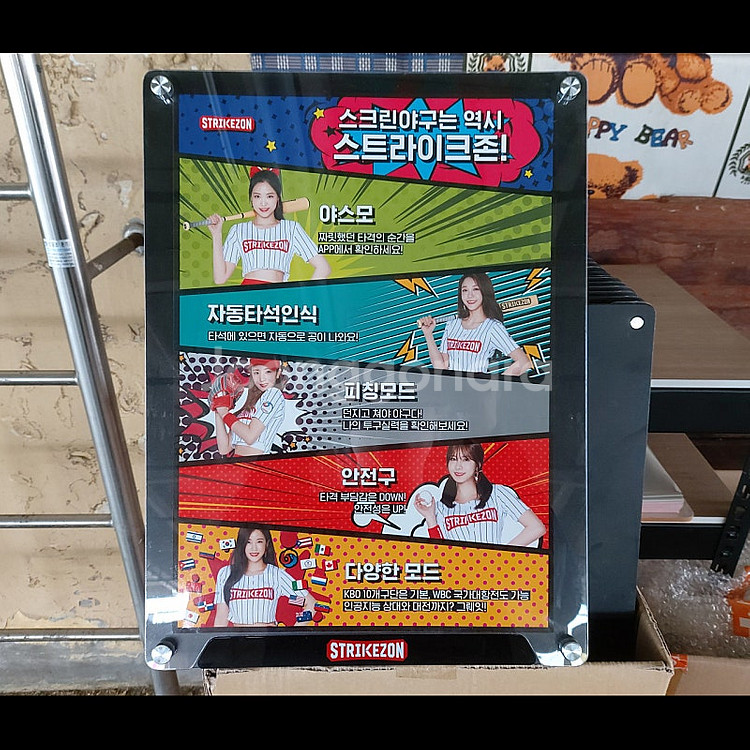 STRIKEZON
스크린야구는 역시
스트라이크존!
PPY BEAR
야스모
짜릿했던 타격의 순간을
APP에서 확인하세요!
STRIKEZON
자동타석인식
타석에 있으면 자동으로 공이 나와요!
STRIKEZON
TRIKEZON
피칭모드
던지고 쳐야 야구다!
나의 투구실력을 확인해보세요!
안전구
타격 부담감은 DOWN!
안전성은 UP!
STRIKEZON
다양한 모드
KBO 10개구단은 기본, WBC 국가대항전도 가능
인공지능 상대와 대전까지? 그뤠잇!!
STRIKEZON
STRIKEZON